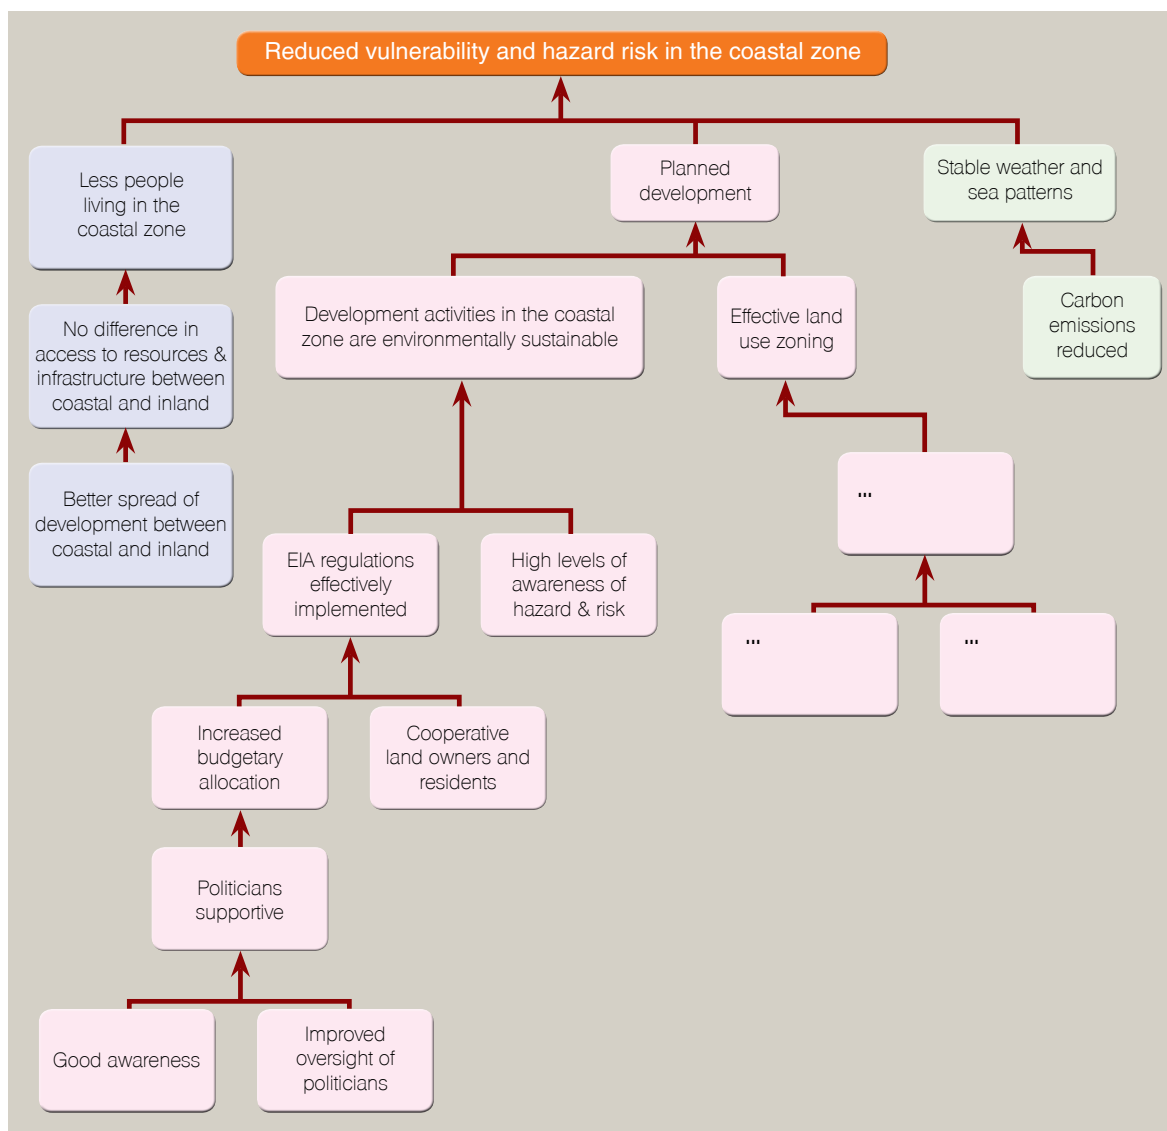 Reduced vulnerability and hazard risk in the coastal zone
Less people
living in the
coastal zone
Planned
development
Stable weather and
sea patterns
No difference in
access to resources &
infrastructure between
coastal and inland
Development activities in the coastal
zone are environmentally sustainable
Effective land
use zoning
Carbon
emissions
reduced
Better spread of
development between
coastal and inland
...
EIA regulations
effectively
implemented
High levels of
awareness of
hazard & risk
...
...
Increased
budgetary
allocation
Cooperative
land owners and
residents
Politicians
supportive
Good awareness
Improved
oversight of
politicians